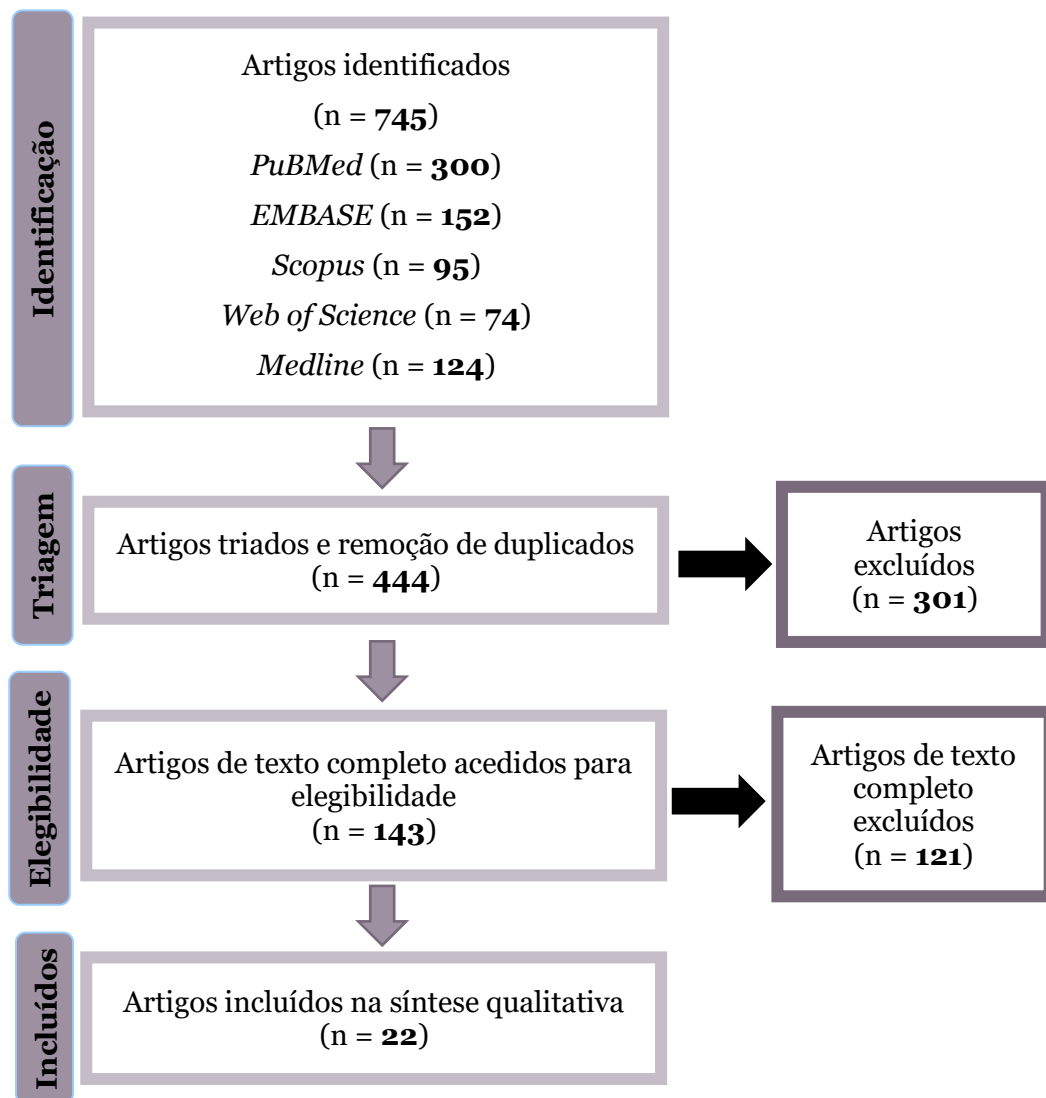 Identificação
Artigos identificados
(n = 745)
PuBMed (n = 300)
EMBASE (n = 152)
Scopus (n = 95)
Web of Science (n = 74)
Medline (n = 124)
Triagem
Artigos triados e remoção de duplicados
(n = 444)
Artigos
excluídos
(n = 301)
Elegibilidade
Artigos de texto completo acedidos para
elegibilidade
(n = 143)
Artigos de texto
completo
excluídos
(n = 121)
Incluídos
Artigos incluídos na síntese qualitativa
(n = 22)